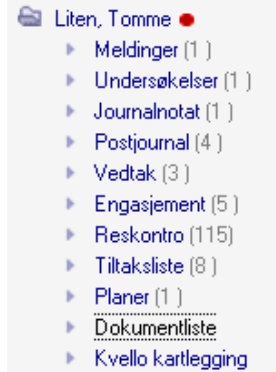 Liten, Tomme
Meldinger (1 )
Undersøkelser (1 )
Journalnotat (1 )
Postjournal (4 )
Vedtak (3 )
Engasjement (5 )
Reskontro (115)
Tiltaksliste (8 )
Planer (1 )
Dokumentliste
Kvello kartlegging